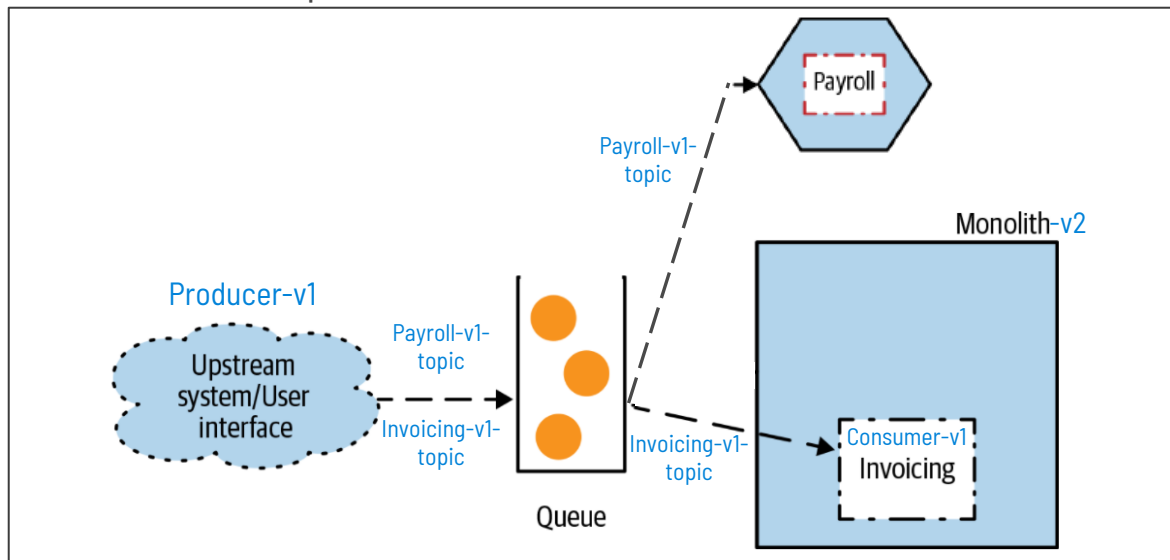 Payroll
Payroll-v1-
topic
Monolith-v2
Producer-v1
Upstream
system/User
interface
Payroll-v1-
topic
Invoicing-v1-
topic
Queue
Invoicing-v1-
topic
Consumer-v1
Invoicing